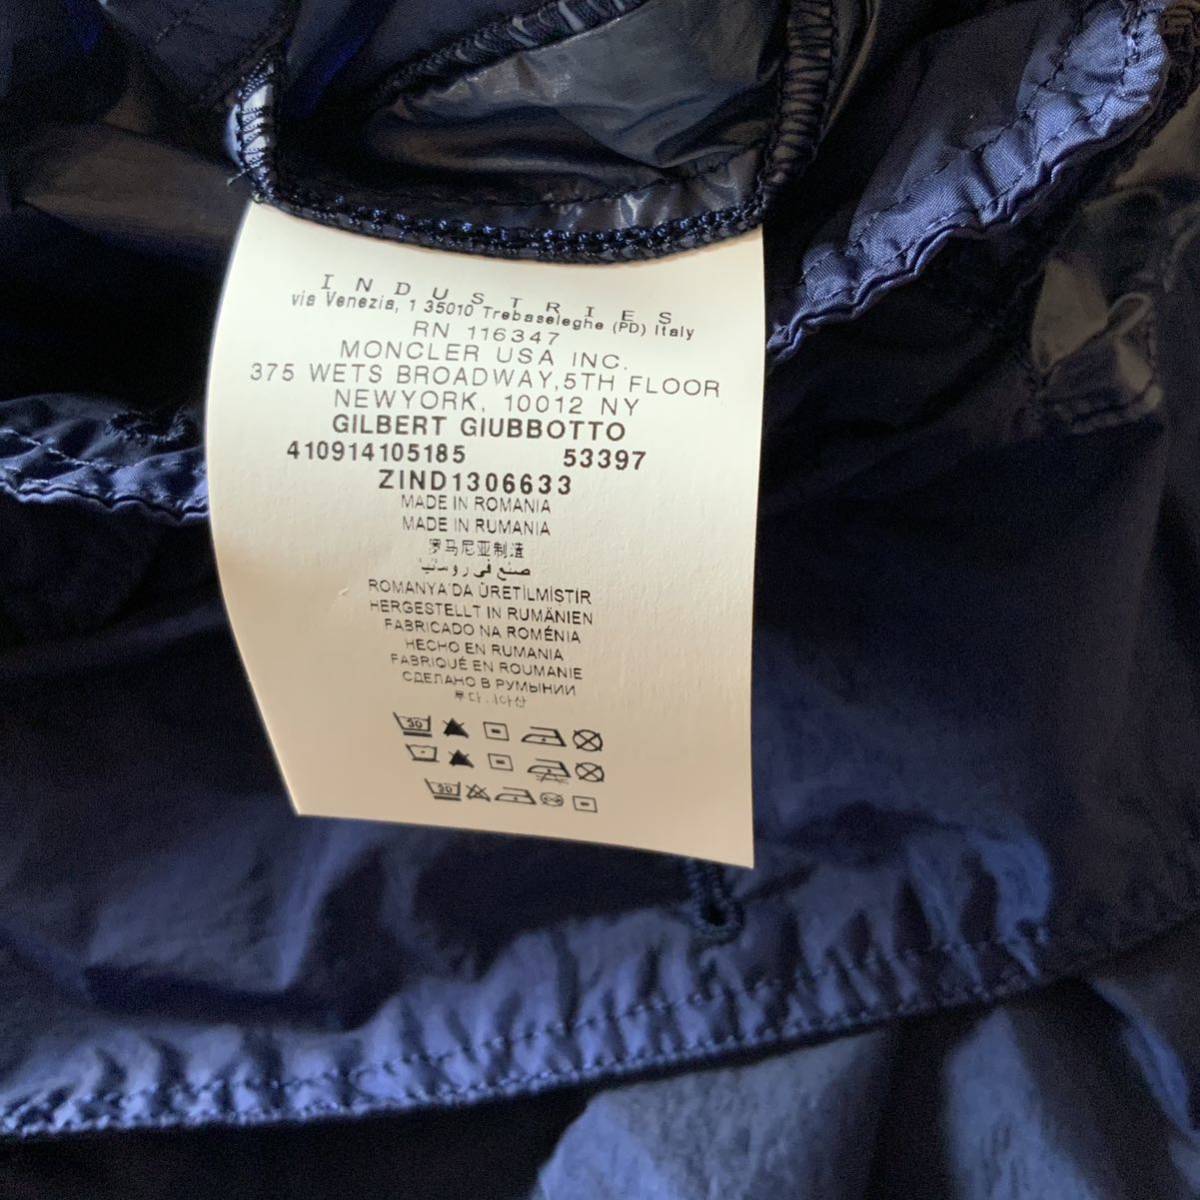 INDUSTRIES
via Venezia, 1 35010 Trebaseleghe (PD) Italy
RN 116347
MONCLER USA INC.
375 WETS BROADWAY,5TH FLOOR
NEWYORK, 10012 NY
GILBERT GIUBBOTTO
410914105185 53397
ZIND1306633
MADE IN ROMANIA
MADE IN RUMANIA
罗马尼亚制造
صنع في رومانيا
ROMANYA'DA ÜRETILMIŞTIR
HERGESTELLT IN RUMÄNIEN
FABRICADO NA ROMÉNIA
HECHO EN RUMANIA
FABRIQUÉ EN ROUMANIE
СДЕЛАНО В РУМЫНИИ
30
30